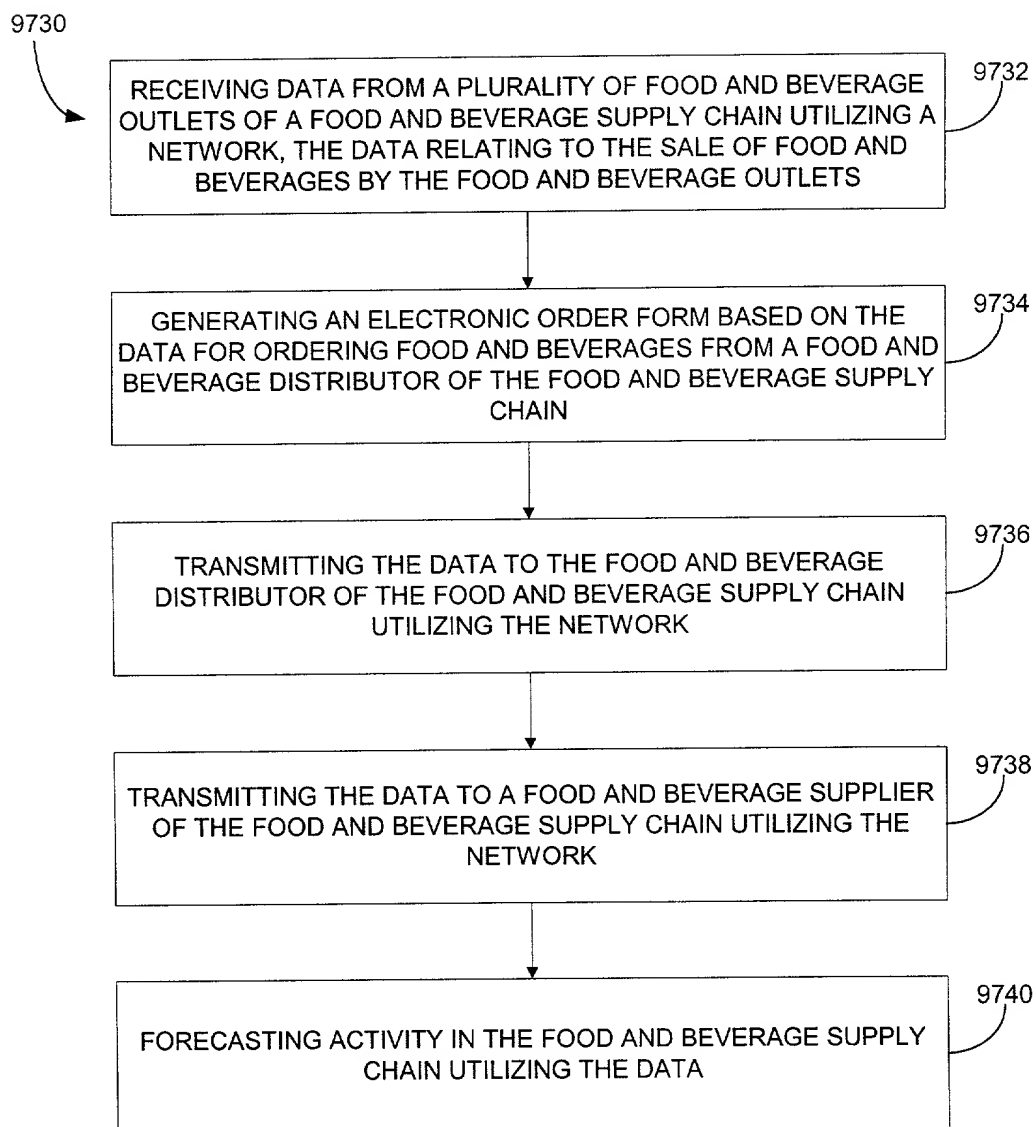 9730
RECEIVING DATA FROM A PLURALITY OF FOOD AND BEVERAGE
OUTLETS OF A FOOD AND BEVERAGE SUPPLY CHAIN UTILIZING A
NETWORK, THE DATA RELATING TO THE SALE OF FOOD AND
BEVERAGES BY THE FOOD AND BEVERAGE OUTLETS
9732
GENERATING AN ELECTRONIC ORDER FORM BASED ON THE
DATA FOR ORDERING FOOD AND BEVERAGES FROM A FOOD AND
BEVERAGE DISTRIBUTOR OF THE FOOD AND BEVERAGE SUPPLY
CHAIN
9734
TRANSMITTING THE DATA TO THE FOOD AND BEVERAGE
DISTRIBUTOR OF THE FOOD AND BEVERAGE SUPPLY CHAIN
UTILIZING THE NETWORK
9736
TRANSMITTING THE DATA TO A FOOD AND BEVERAGE SUPPLIER
OF THE FOOD AND BEVERAGE SUPPLY CHAIN UTILIZING THE
NETWORK
9738
FORECASTING ACTIVITY IN THE FOOD AND BEVERAGE SUPPLY
CHAIN UTILIZING THE DATA
9740